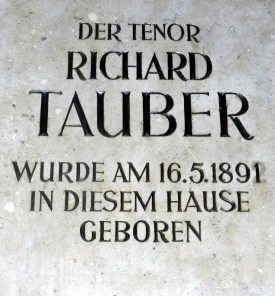 DER TENOR
RICHARD
TAUBER
WURDE AM 16.5.1891
IN DIESEM HAUSE
GEBOREN